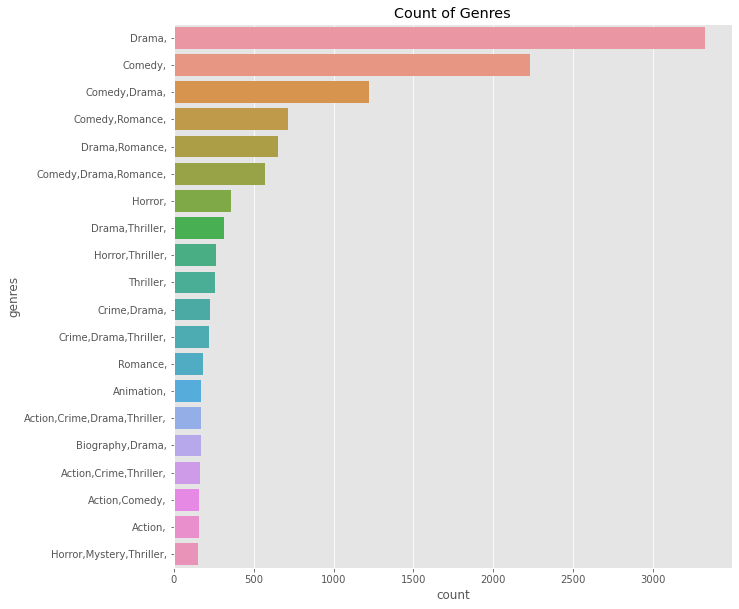 Count of Genres
Drama,
Comedy,
Comedy,Drama,
Comedy,Romance,
Drama,Romance,
Comedy,Drama,Romance,
Horror,
Drama,Thriller,
Horror,Thriller,
Thriller,
Crime,Drama,
Crime,Drama,Thriller,
Romance,
Animation,
Action,Crime,Drama,Thriller,
Biography,Drama,
Action,Crime,Thriller,
Action,Comedy,
Action,
Horror,Mystery,Thriller,
genres
0 500 1000 1500 2000 2500 3000
count